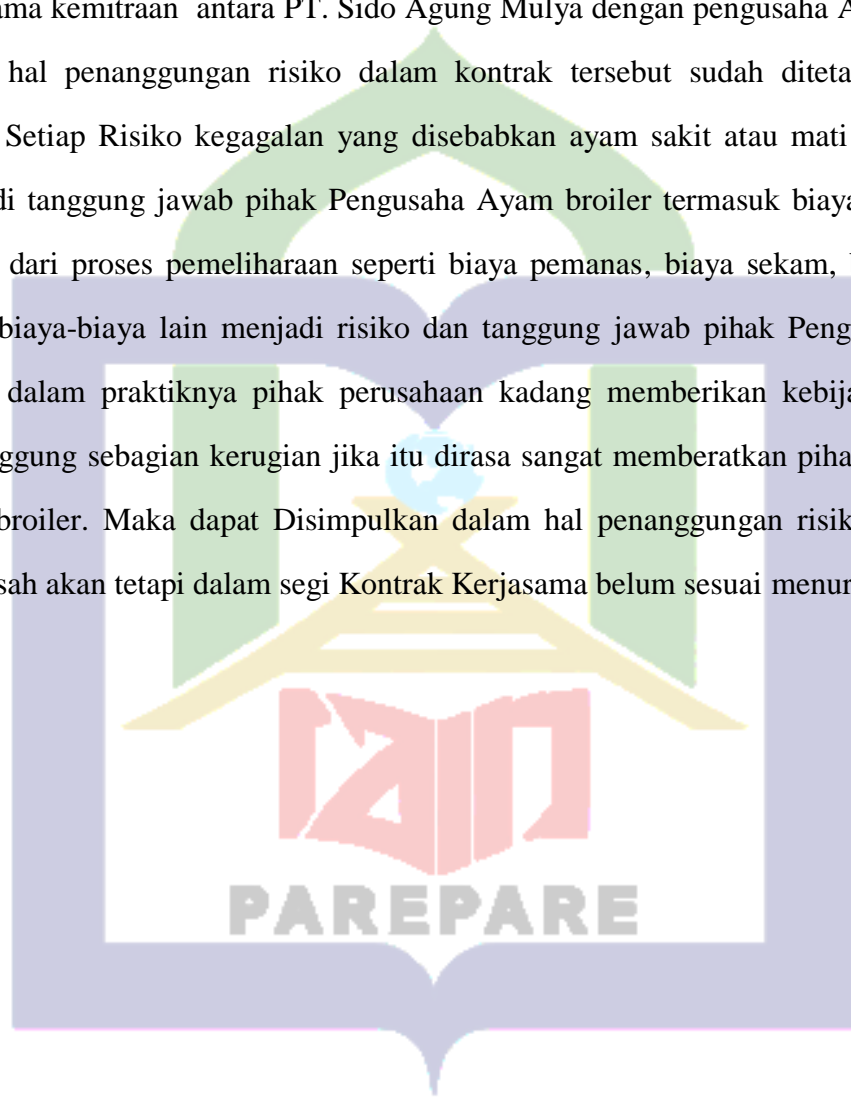 ama kemitraan antara PT. Sido Agung Mulya dengan pengusaha A
hal penanggungan risiko dalam kontrak tersebut sudah diteta
Setiap Risiko kegagalan yang disebabkan ayam sakit atau mati
di tanggung jawab pihak Pengusaha Ayam broiler termasuk biaya
dari proses pemeliharaan seperti biaya pemanas, biaya sekam,
biaya-biaya lain menjadi risiko dan tanggung jawab pihak Peng
dalam praktiknya pihak perusahaan kadang memberikan kebija
ggung sebagian kerugian jika itu dirasa sangat memberatkan piha
broiler. Maka dapat Disimpulkan dalam hal penanggungan risik
sah akan tetapi dalam segi Kontrak Kerjasama belum sesuai menur
iain
PAREPARE